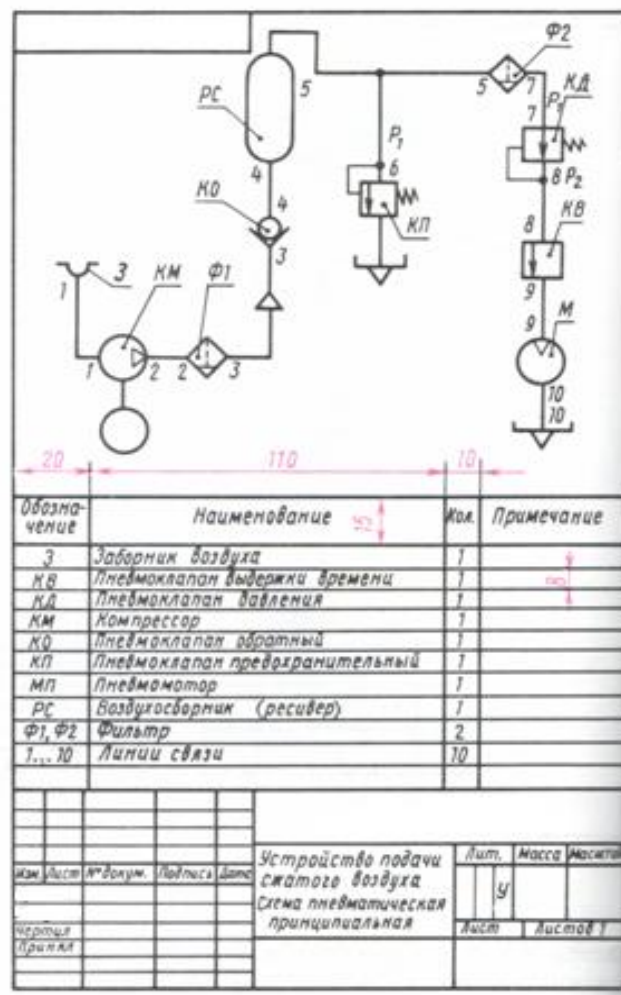 Ф2
5
7
КД
РС
5
Р₁
7
Р₁
4
6
8 Р₂
КО
4
КП
8
КВ
3
9
З
КМ
Ф1
9
М
1
1
2
2
3
10
10
20
110
10
Обозна-
чение
Наименование
15
Кол.
Примечание
З Заборник воздуха 1
КВ Пневмоклапан выдержки времени 1
8
КД Пневмоклапан давления 1
КМ Компрессор 1
КО Пневмоклапан обратный 1
КП Пневмоклапан предохранительный 1
МП Пневмомотор 1
РС Воздухосборник (ресивер) 1
Ф1, Ф2 Фильтр 2
1...10 Линии связи 10
Устройство подачи
сжатого воздуха
Схема пневматическая
принципиальная
Лит.
Масса
Масштаб
У
Изм.
Лист
№ докум.
Подпись
Дата
Лист
Листов 1
Чертил
Принял